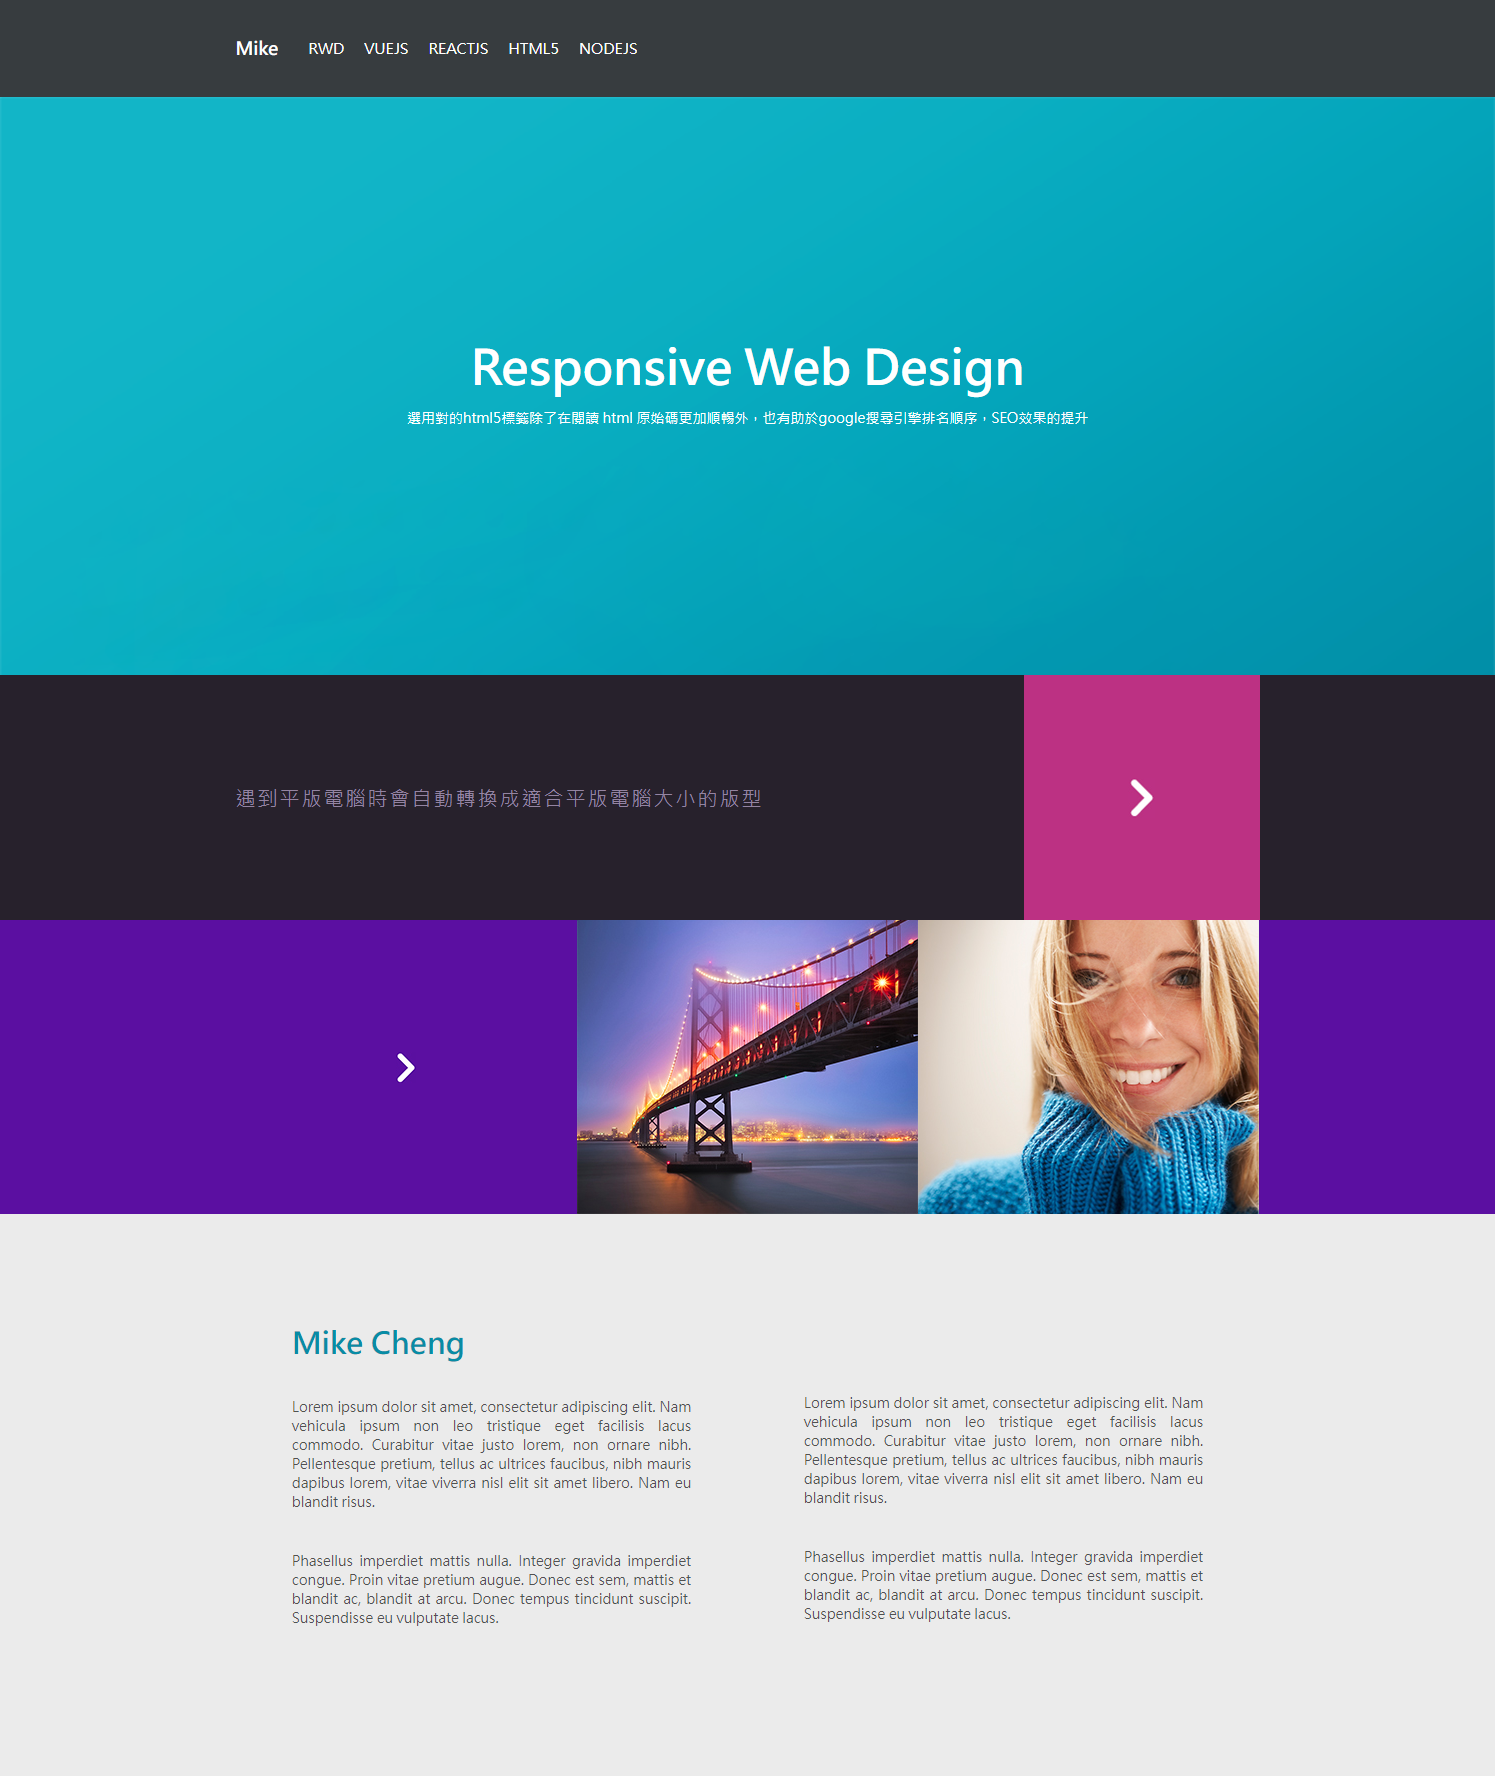 Mike RWD VUEJS REACTJS HTML5 NODEJS
Responsive Web Design
選用對的html5標籤除了在閱讀 html 原始碼更加順暢外，也有助於google搜尋引擎排名順序，SEO效果的提升
遇到平版電腦時會自動轉換成適合平版電腦大小的版型
Mike Cheng
Lorem ipsum dolor sit amet, consectetur adipiscing elit. Nam
vehicula ipsum non leo tristique eget facilisis lacus
commodo. Curabitur vitae justo lorem, non ornare nibh.
Pellentesque pretium, tellus ac ultrices faucibus, nibh mauris
dapibus lorem, vitae viverra nisl elit sit amet libero. Nam eu
blandit risus.
Phasellus imperdiet mattis nulla. Integer gravida imperdiet
congue. Proin vitae pretium augue. Donec est sem, mattis et
blandit ac, blandit at arcu. Donec tempus tincidunt suscipit.
Suspendisse eu vulputate lacus.
Lorem ipsum dolor sit amet, consectetur adipiscing elit. Nam
vehicula ipsum non leo tristique eget facilisis lacus
commodo. Curabitur vitae justo lorem, non ornare nibh.
Pellentesque pretium, tellus ac ultrices faucibus, nibh mauris
dapibus lorem, vitae viverra nisl elit sit amet libero. Nam eu
blandit risus.
Phasellus imperdiet mattis nulla. Integer gravida imperdiet
congue. Proin vitae pretium augue. Donec est sem, mattis et
blandit ac, blandit at arcu. Donec tempus tincidunt suscipit.
Suspendisse eu vulputate lacus.